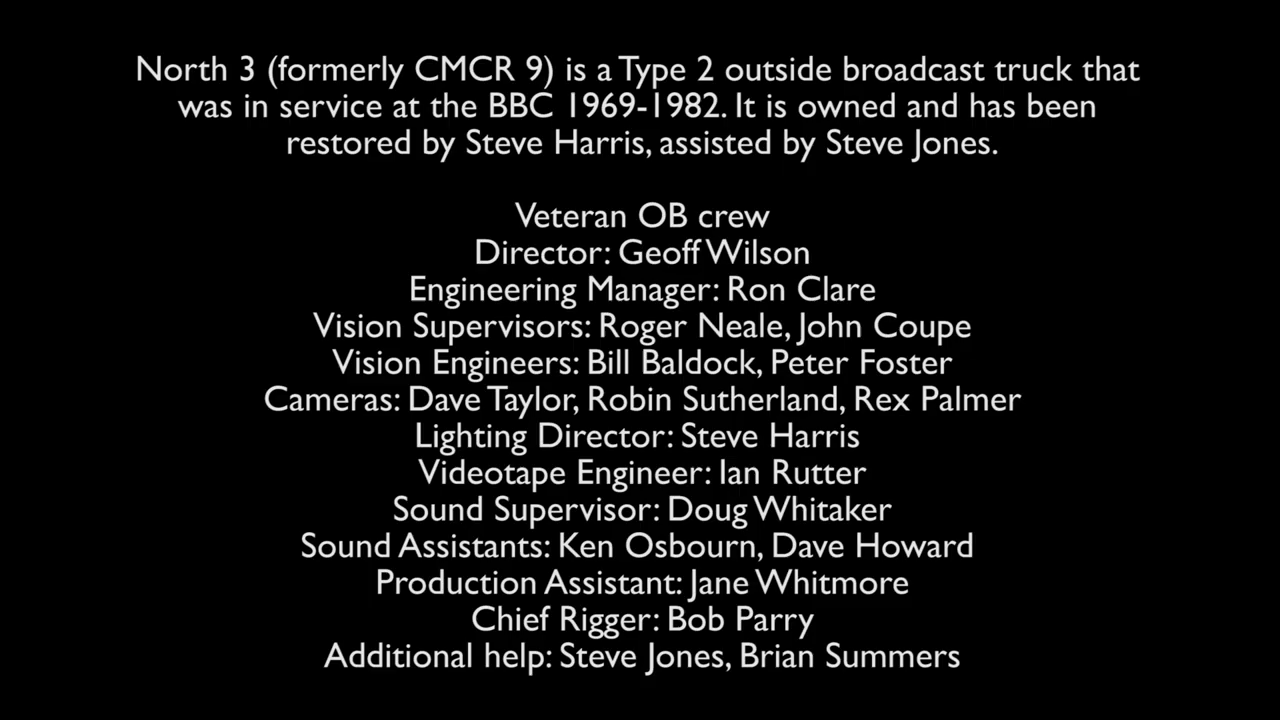 North 3 (formerly CMCR 9) is a Type 2 outside broadcast truck that
was in service at the BBC 1969-1982. It is owned and has been
restored by Steve Harris, assisted by Steve Jones.
Veteran OB crew
Director: Geoff Wilson
Engineering Manager: Ron Clare
Vision Supervisors: Roger Neale, John Coupe
Vision Engineers: Bill Baldock, Peter Foster
Cameras: Dave Taylor, Robin Sutherland, Rex Palmer
Lighting Director: Steve Harris
Videotape Engineer: Ian Rutter
Sound Supervisor: Doug Whitaker
Sound Assistants: Ken Osbourn, Dave Howard
Production Assistant: Jane Whitmore
Chief Rigger: Bob Parry
Additional help: Steve Jones, Brian Summers